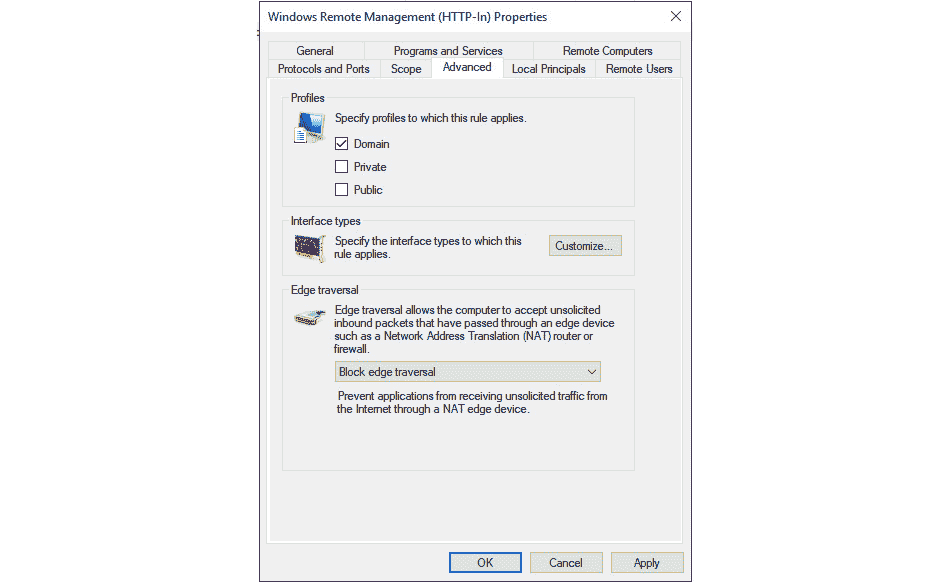 Windows Remote Management (HTTP-In) Properties
General
Programs and Services
Remote Computers
Protocols and Ports
Scope
Advanced
Local Principals
Remote Users
Profiles
Specify profiles to which this rule applies.
Domain
Private
Public
Interface types
Specify the interface types to which this
rule applies.
Customize...
Edge traversal
Edge traversal allows the computer to accept unsolicited
inbound packets that have passed through an edge device
such as a Network Address Translation (NAT) router or
firewall.
Block edge traversal
Prevent applications from receiving unsolicited traffic from
the Internet through a NAT edge device.
OK
Cancel
Apply